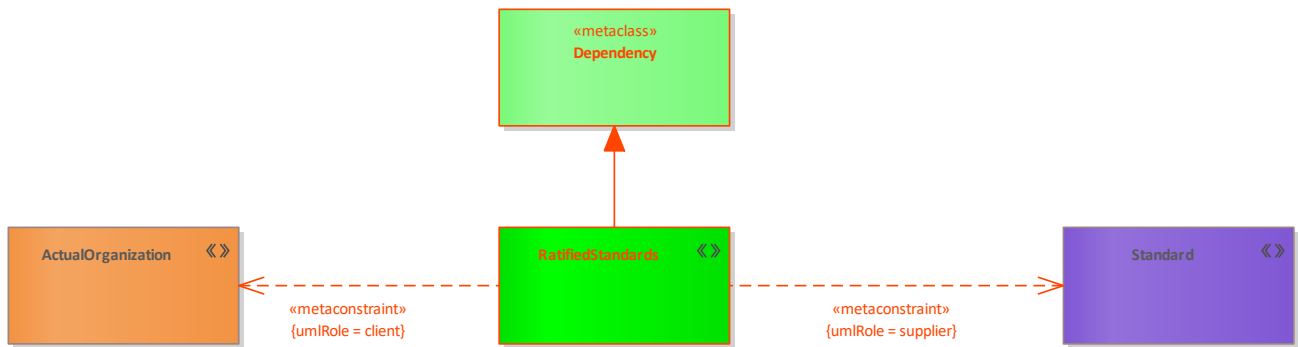 «metaclass»
Dependency
ActualOrganization
RatifiedStandards
Standard
«metaconstraint»
{umlRole = client}
«metaconstraint»
{umlRole = supplier}